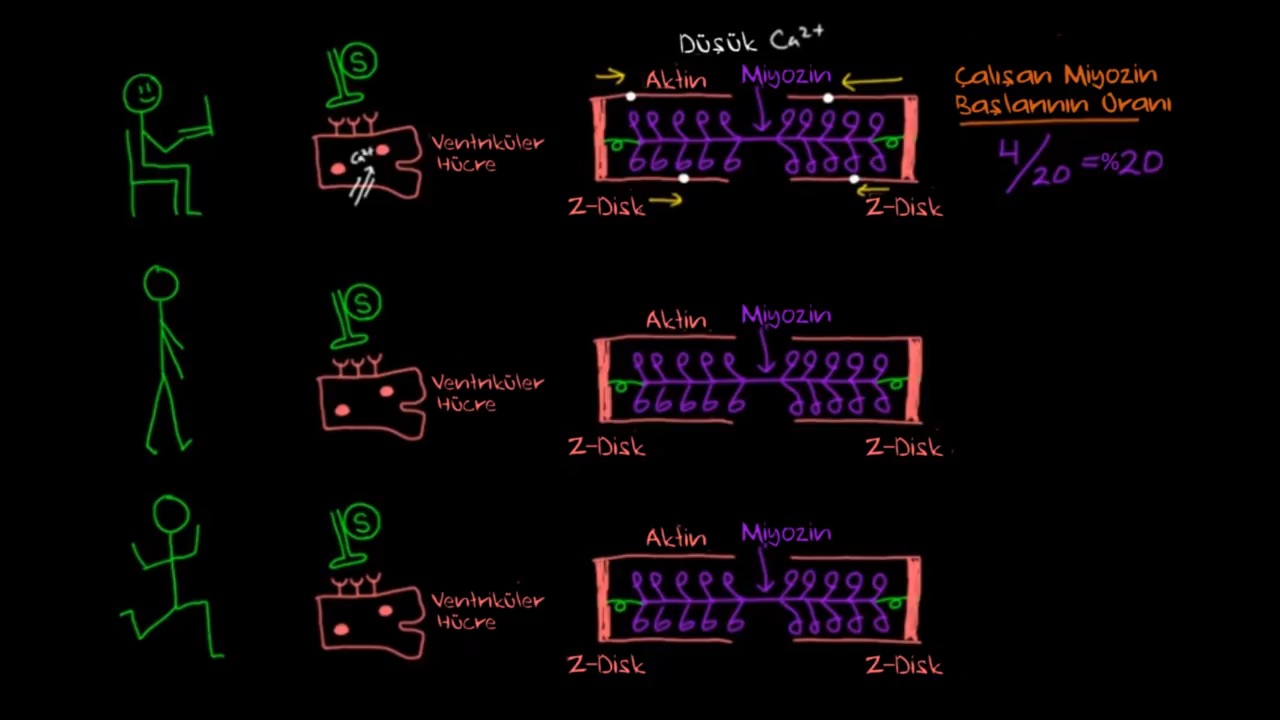 S
Ventriküler
Hücre
Ca²⁺
Düşük Ca²⁺
Aktin Miyozin
Z-Disk Z-Disk
Çalışan Miyozin
Başlarının Oranı
4/20 = %20
S
Ventriküler
Hücre
Aktin Miyozin
Z-Disk Z-Disk
S
Ventriküler
Hücre
Aktin Miyozin
Z-Disk Z-Disk